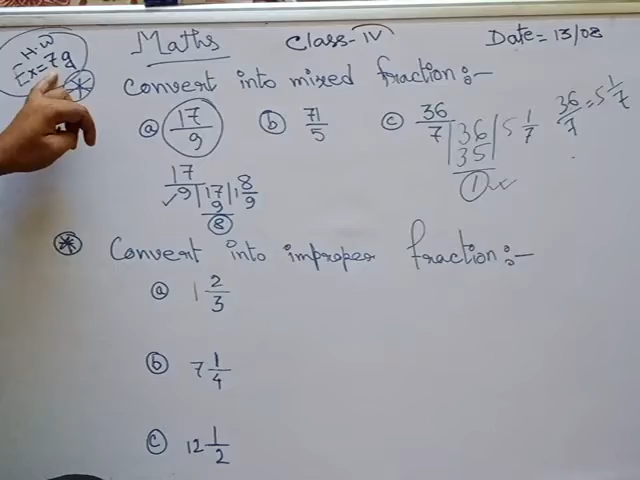 H.W
Ex=7g
Maths Class-IV Date=13/08
Convert into mixed fraction:-
ⓐ 17/9 ⓑ 71/5 ⓒ 36/7 36 35 1 5 1/7 36/7=5 1/7
17/9 9 17 9 8 1 8/9
Convert into improper fraction:-
ⓐ 1 2/3
ⓑ 7 1/4
ⓒ 12 1/2